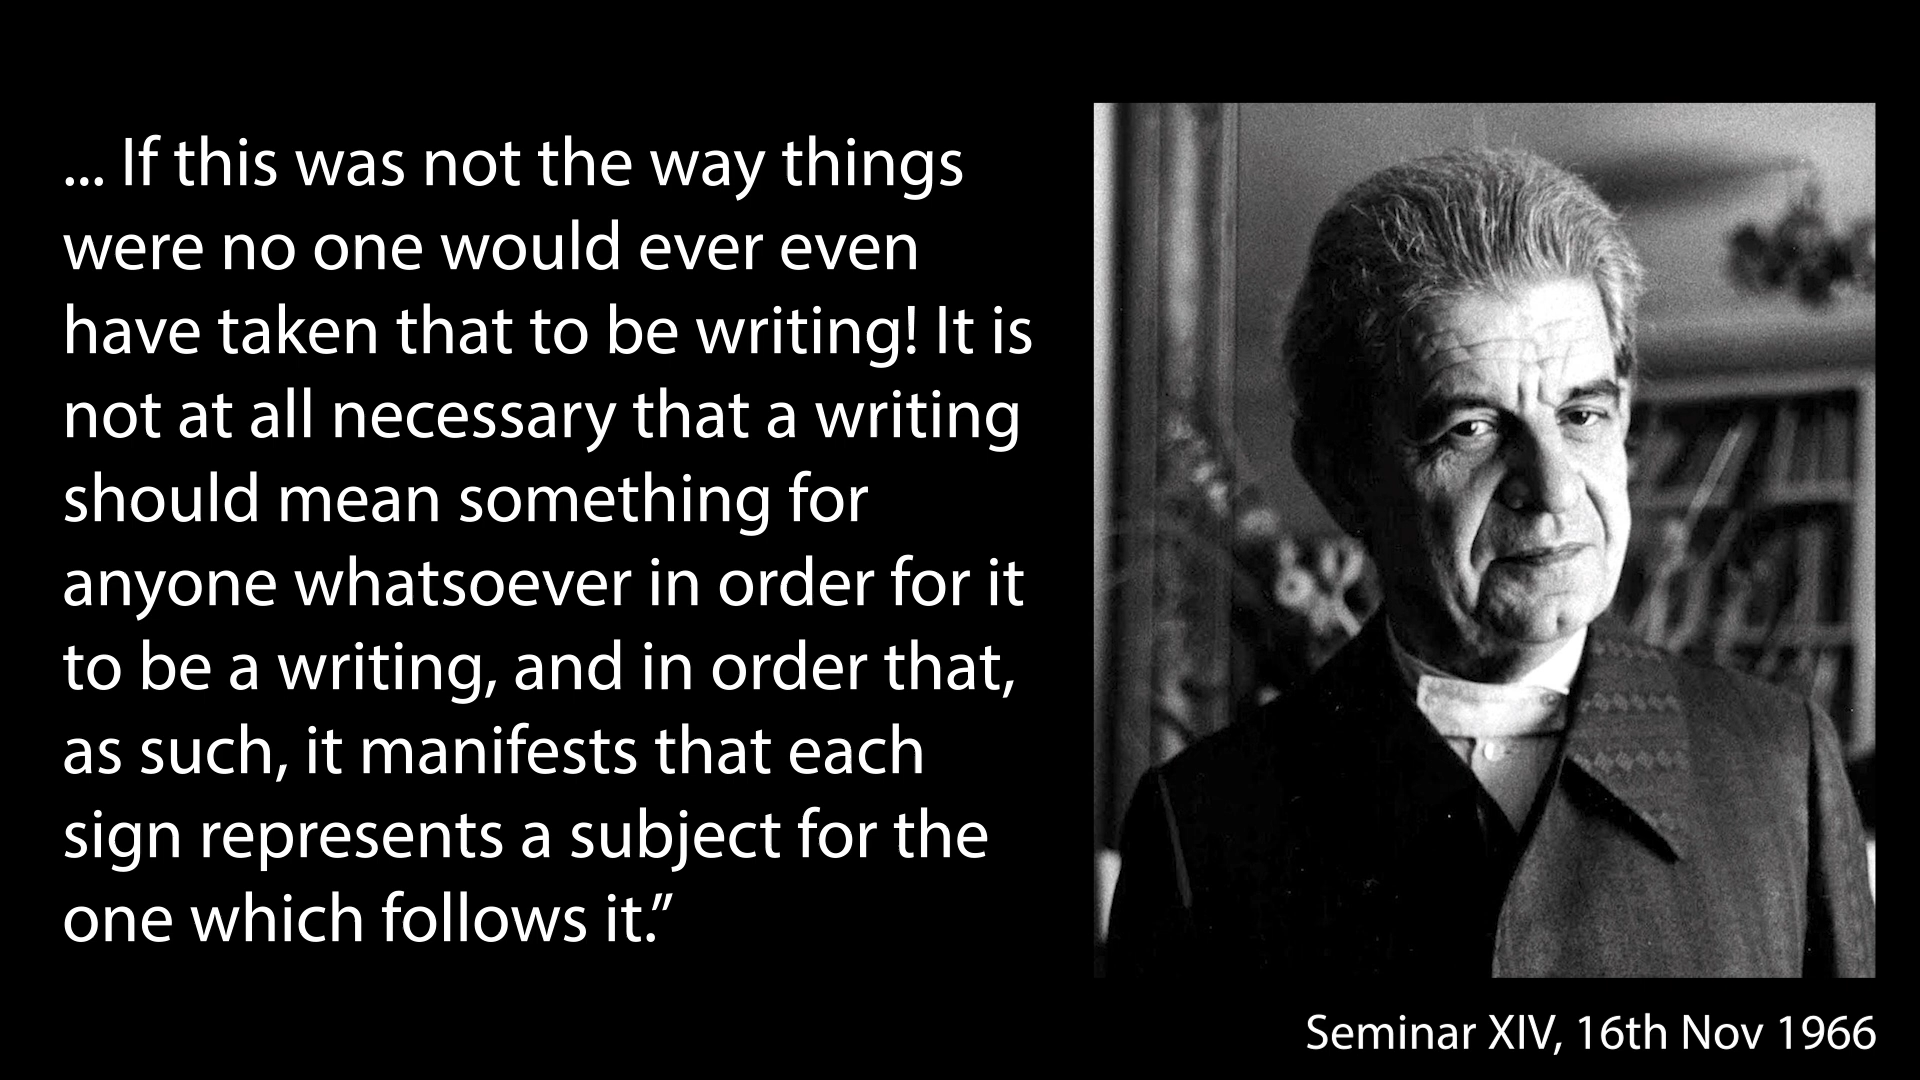 ... If this was not the way things
were no one would ever even
have taken that to be writing! It is
not at all necessary that a writing
should mean something for
anyone whatsoever in order for it
to be a writing, and in order that,
as such, it manifests that each
sign represents a subject for the
one which follows it.”
Seminar XIV, 16th Nov 1966